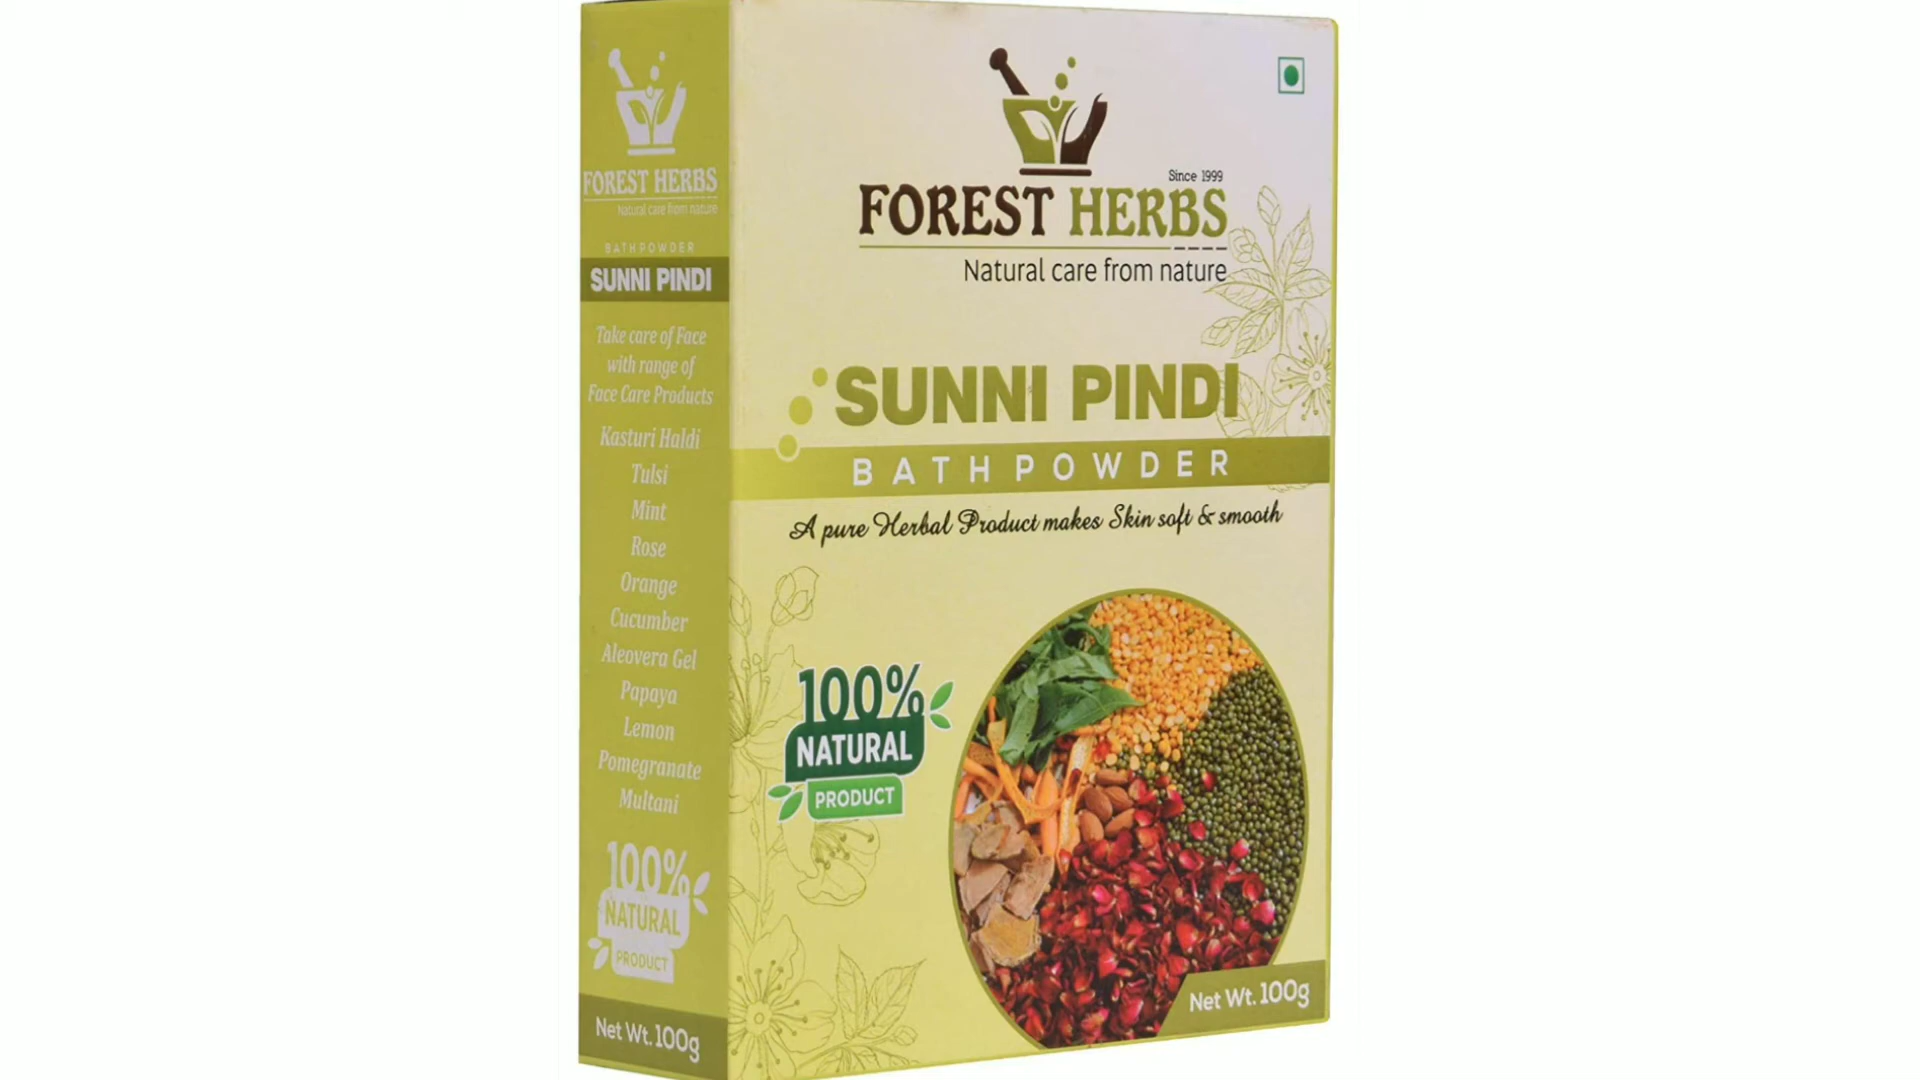 FOREST HERBS
Natural care from nature
BATH POWDER
SUNNI PINDI
Take care of Face
with range of
Face Care Products
Kasturi Haldi
Tulsi
Mint
Rose
Orange
Cucumber
Aleovera Gel
Papaya
Lemon
Pomegranate
Multani
100%
NATURAL
PRODUCT
Net Wt. 100g
Since 1999
FOREST HERBS
Natural care from nature
SUNNI PINDI
BATH POWDER
A pure Herbal Product makes Skin soft & smooth
100%
NATURAL
PRODUCT
Net Wt. 100g